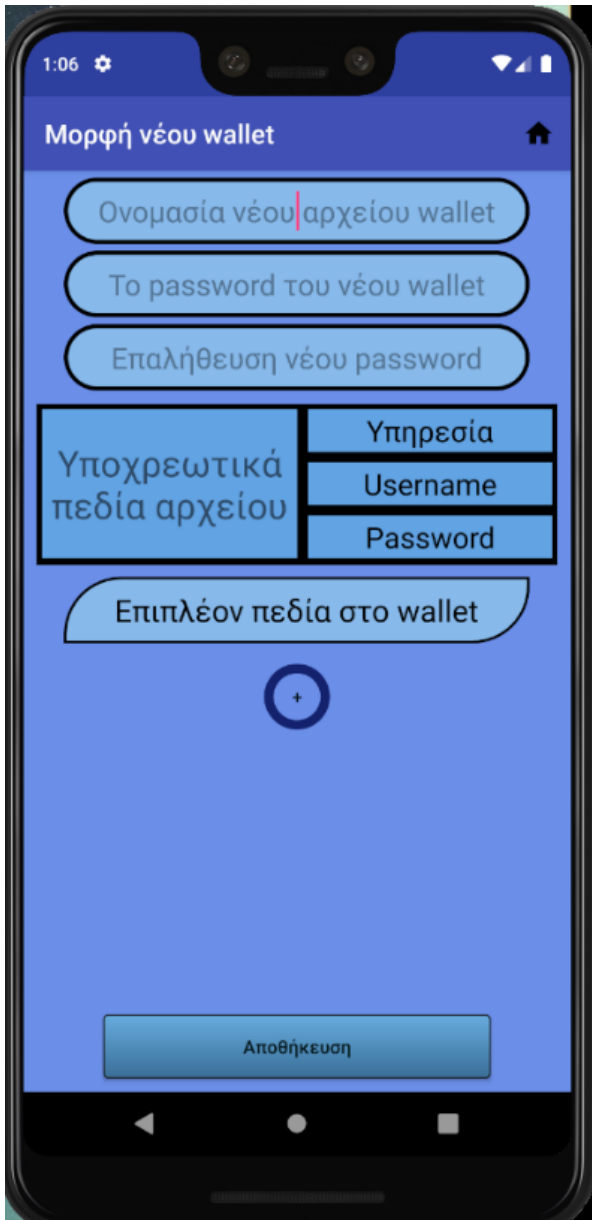 1:06
Μορφή νέου wallet
Ονομασία νέου αρχείου wallet
Το password του νέου wallet
Επαλήθευση νέου password
Υποχρεωτικά
πεδία αρχείου
Υπηρεσία
Username
Password
Επιπλέον πεδία στο wallet
+
Αποθήκευση